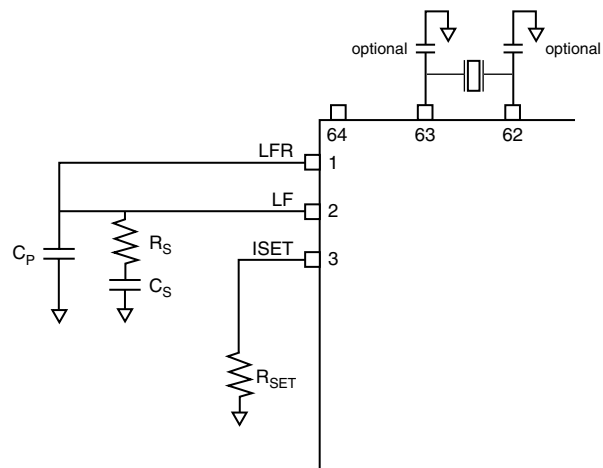 optional
optional
64
63
62
LFR
1
LF
2
C_P
R_S
C_S
ISET
3
R_SET